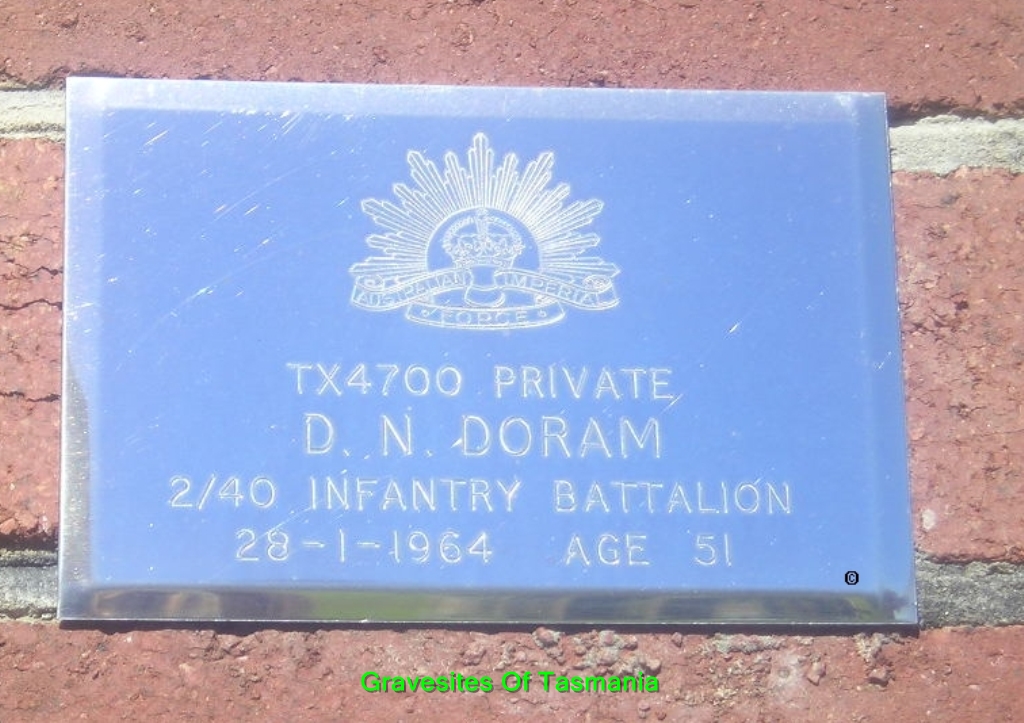 AUSTRALIAN IMPERIAL
FORCE
TX4700 PRIVATE
D. N. DORAM
2/40 INFANTRY BATTALION
28-1-1964 AGE 51
©
Gravesites Of Tasmania